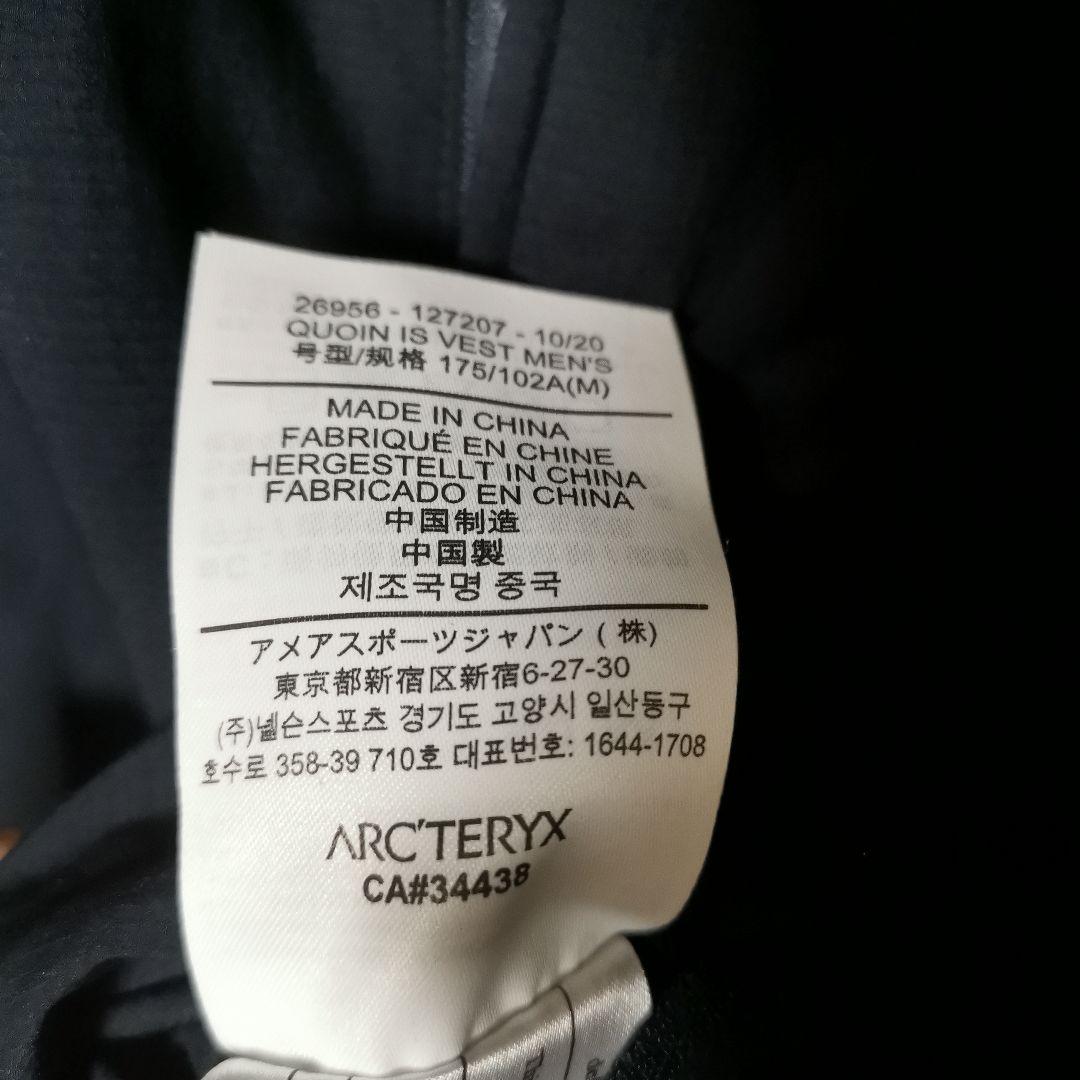 26956 - 127207 - 10/20
QUOIN IS VEST MEN'S
号型/规格 175/102A(M)
MADE IN CHINA
FABRIQUÉ EN CHINE
HERGESTELLT IN CHINA
FABRICADO EN CHINA
中国制造
中国製
제조국명 중국
アメアスポーツジャパン ( 株)
東京都新宿区新宿6-27-30
(주)넬슨스포츠 경기도 고양시 일산동구
호수로 358-39 710호 대표번호: 1644-1708
ARC'TERYX
CA#34438